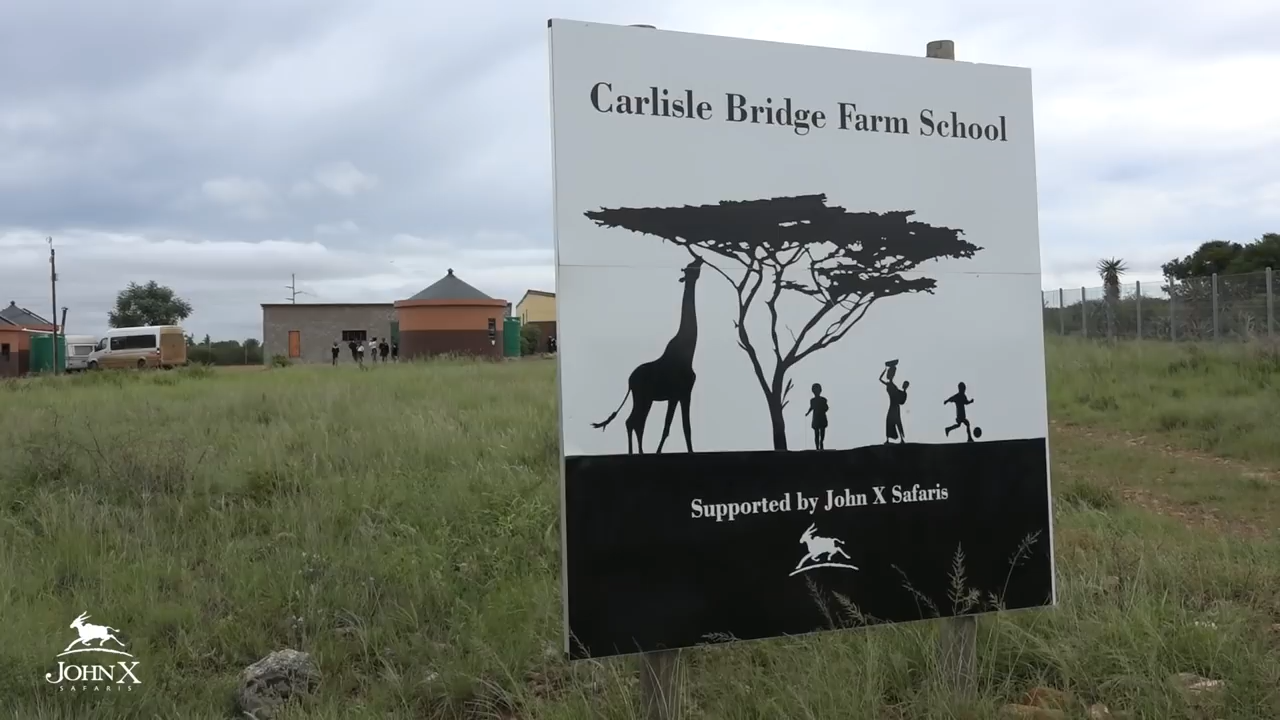 Carlisle Bridge Farm School
Supported by John X Safaris
JOHN X
SAFARIS